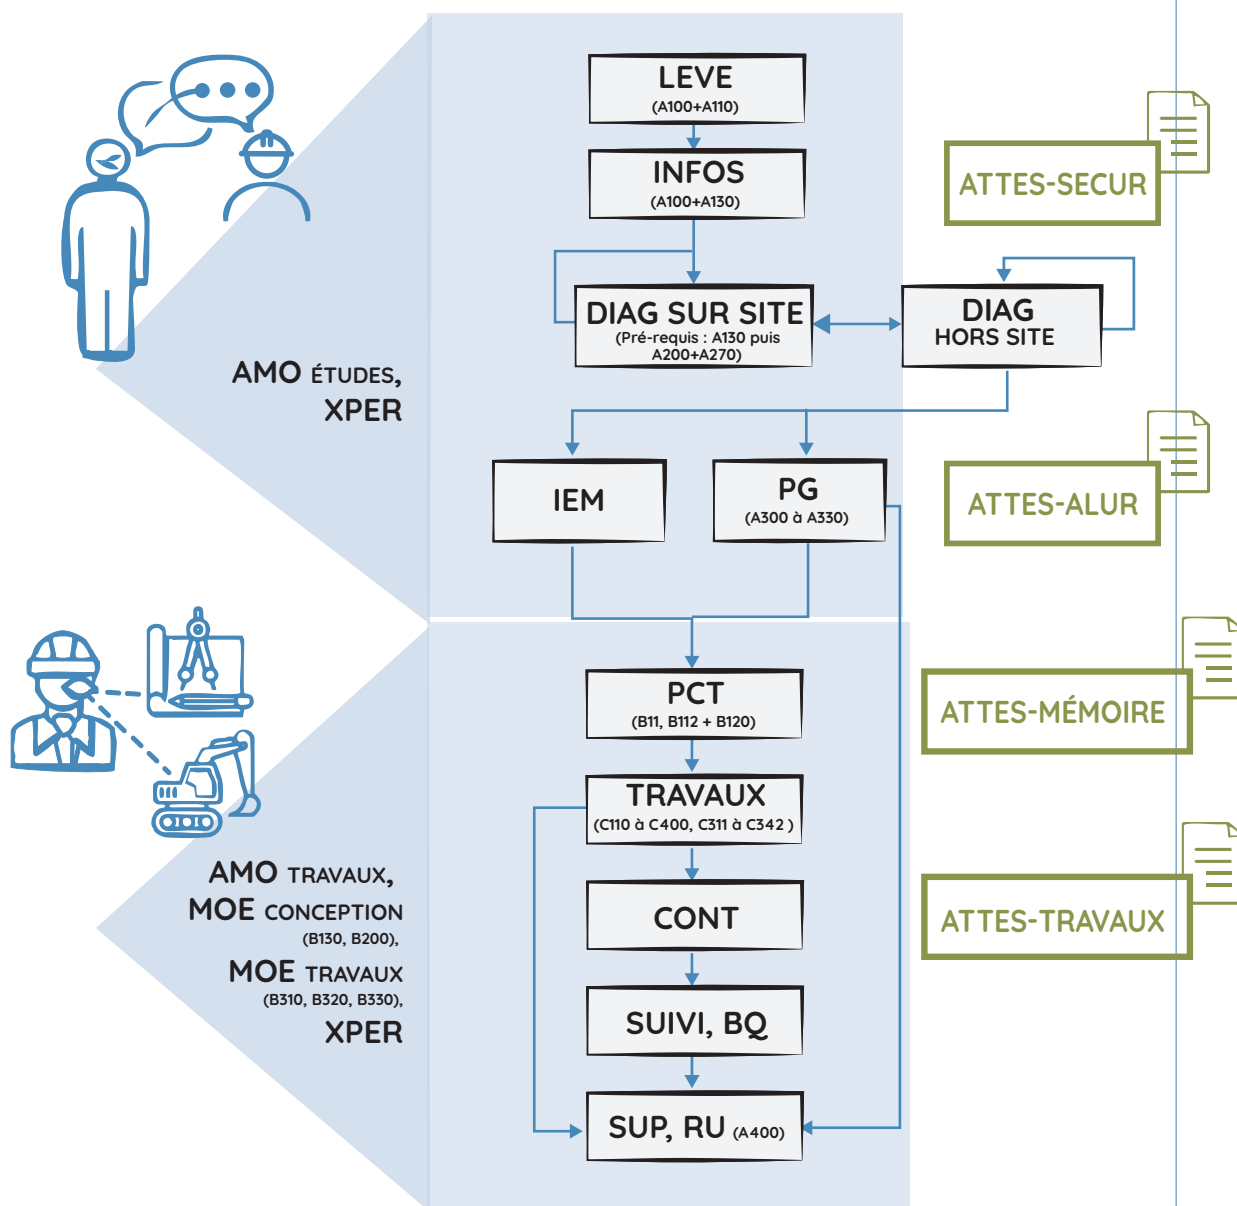 LEVE
(A100+A110)
INFOS
(A100+A130)
ATTES-SECUR
DIAG SUR SITE
(Pré-requis : A130 puis
A200+A270)
DIAG
HORS SITE
AMO ÉTUDES,
XPER
IEM
PG
(A300 à A330)
ATTES-ALUR
PCT
(B11, B112 + B120)
ATTES-MÉMOIRE
TRAVAUX
(C110 à C400, C311 à C342 )
AMO TRAVAUX,
MOE CONCEPTION
(B130, B200),
MOE TRAVAUX
(B310, B320, B330),
XPER
CONT
ATTES-TRAVAUX
SUIVI, BQ
SUP, RU (A400)